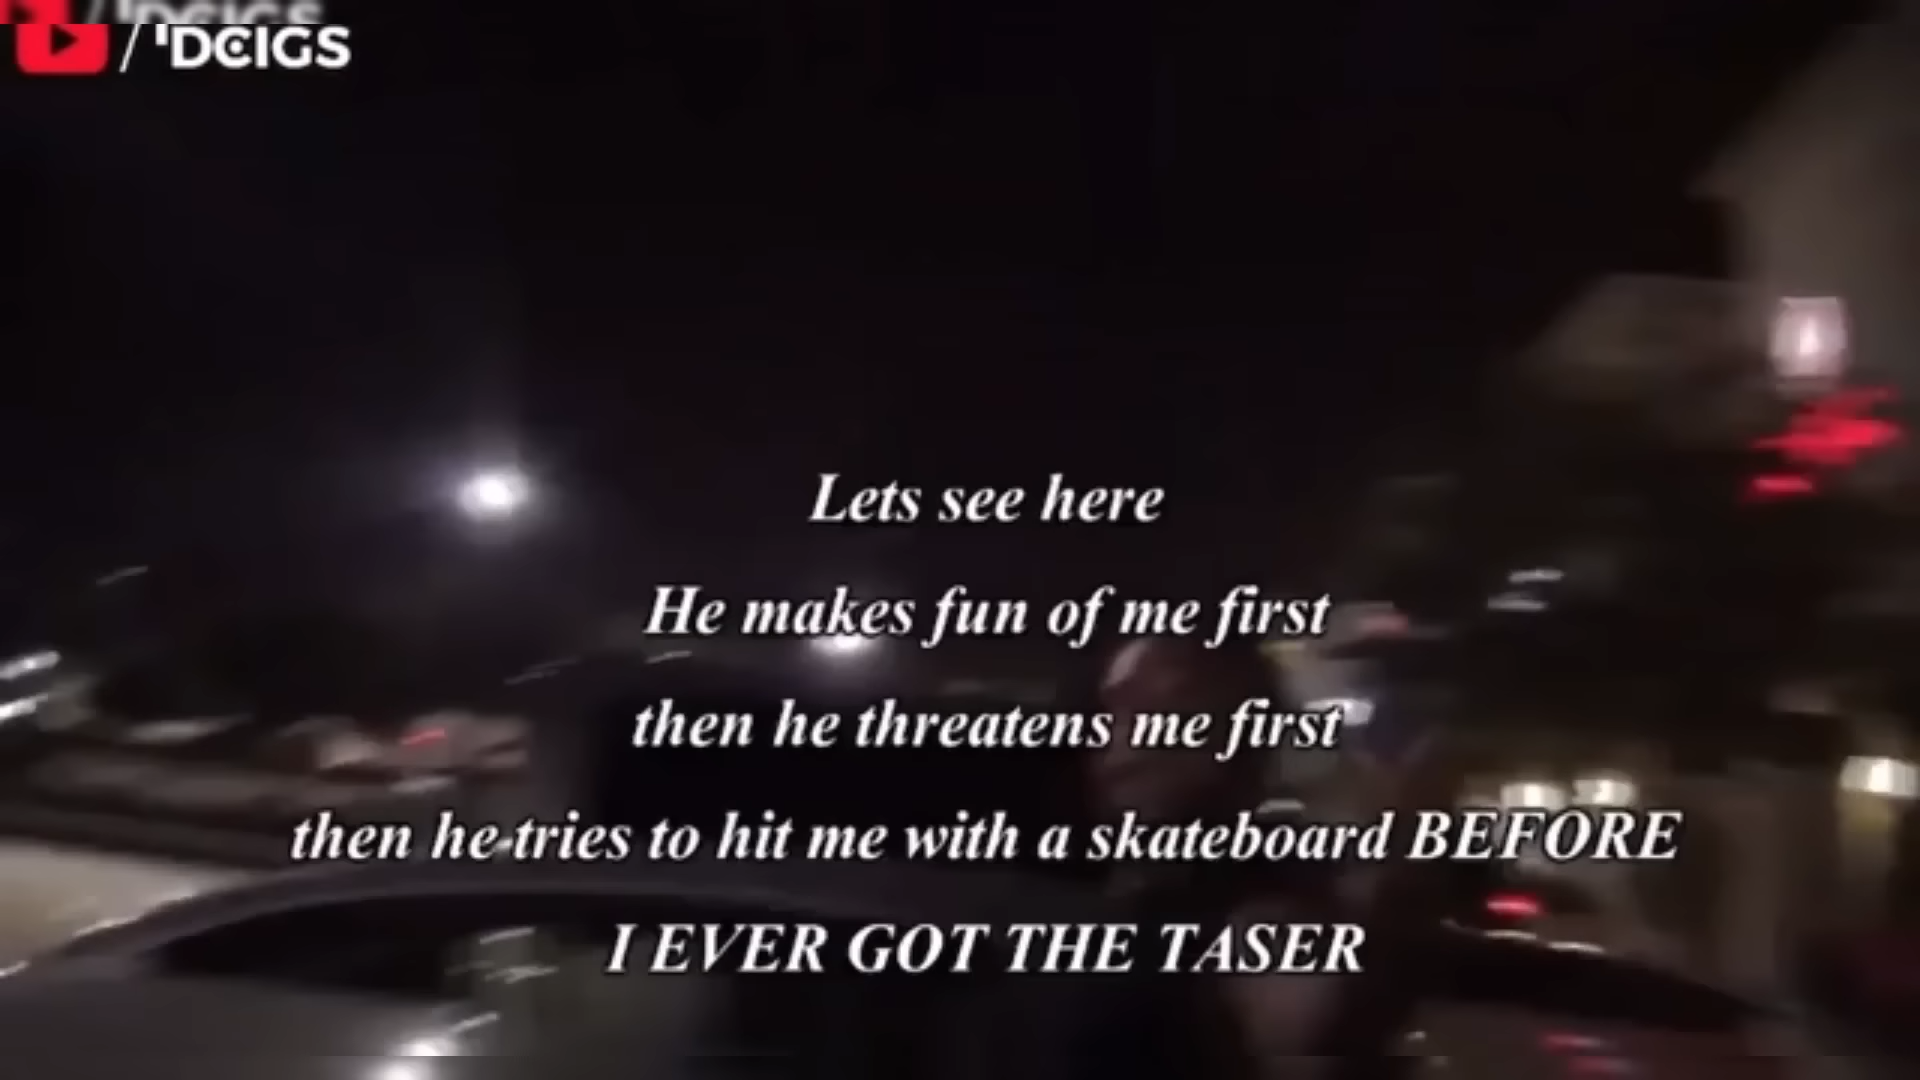 /IDCIGS
Lets see here
He makes fun of me first
then he threatens me first
then he tries to hit me with a skateboard BEFORE
I EVER GOT THE TASER